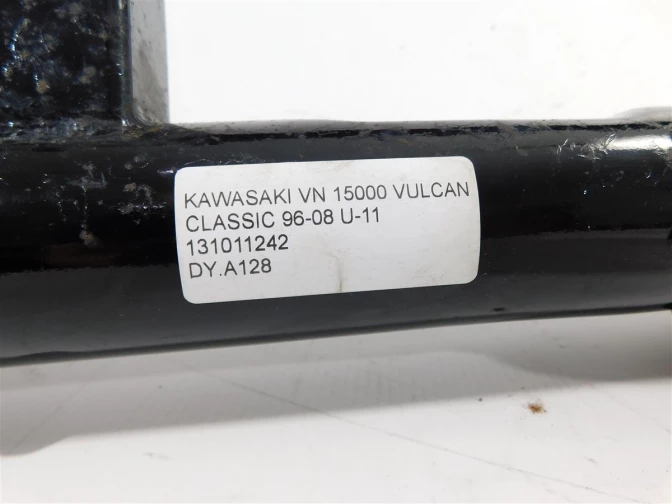 KAWASAKI VN 15000 VULCAN
CLASSIC 96-08 U-11
131011242
DY.A128